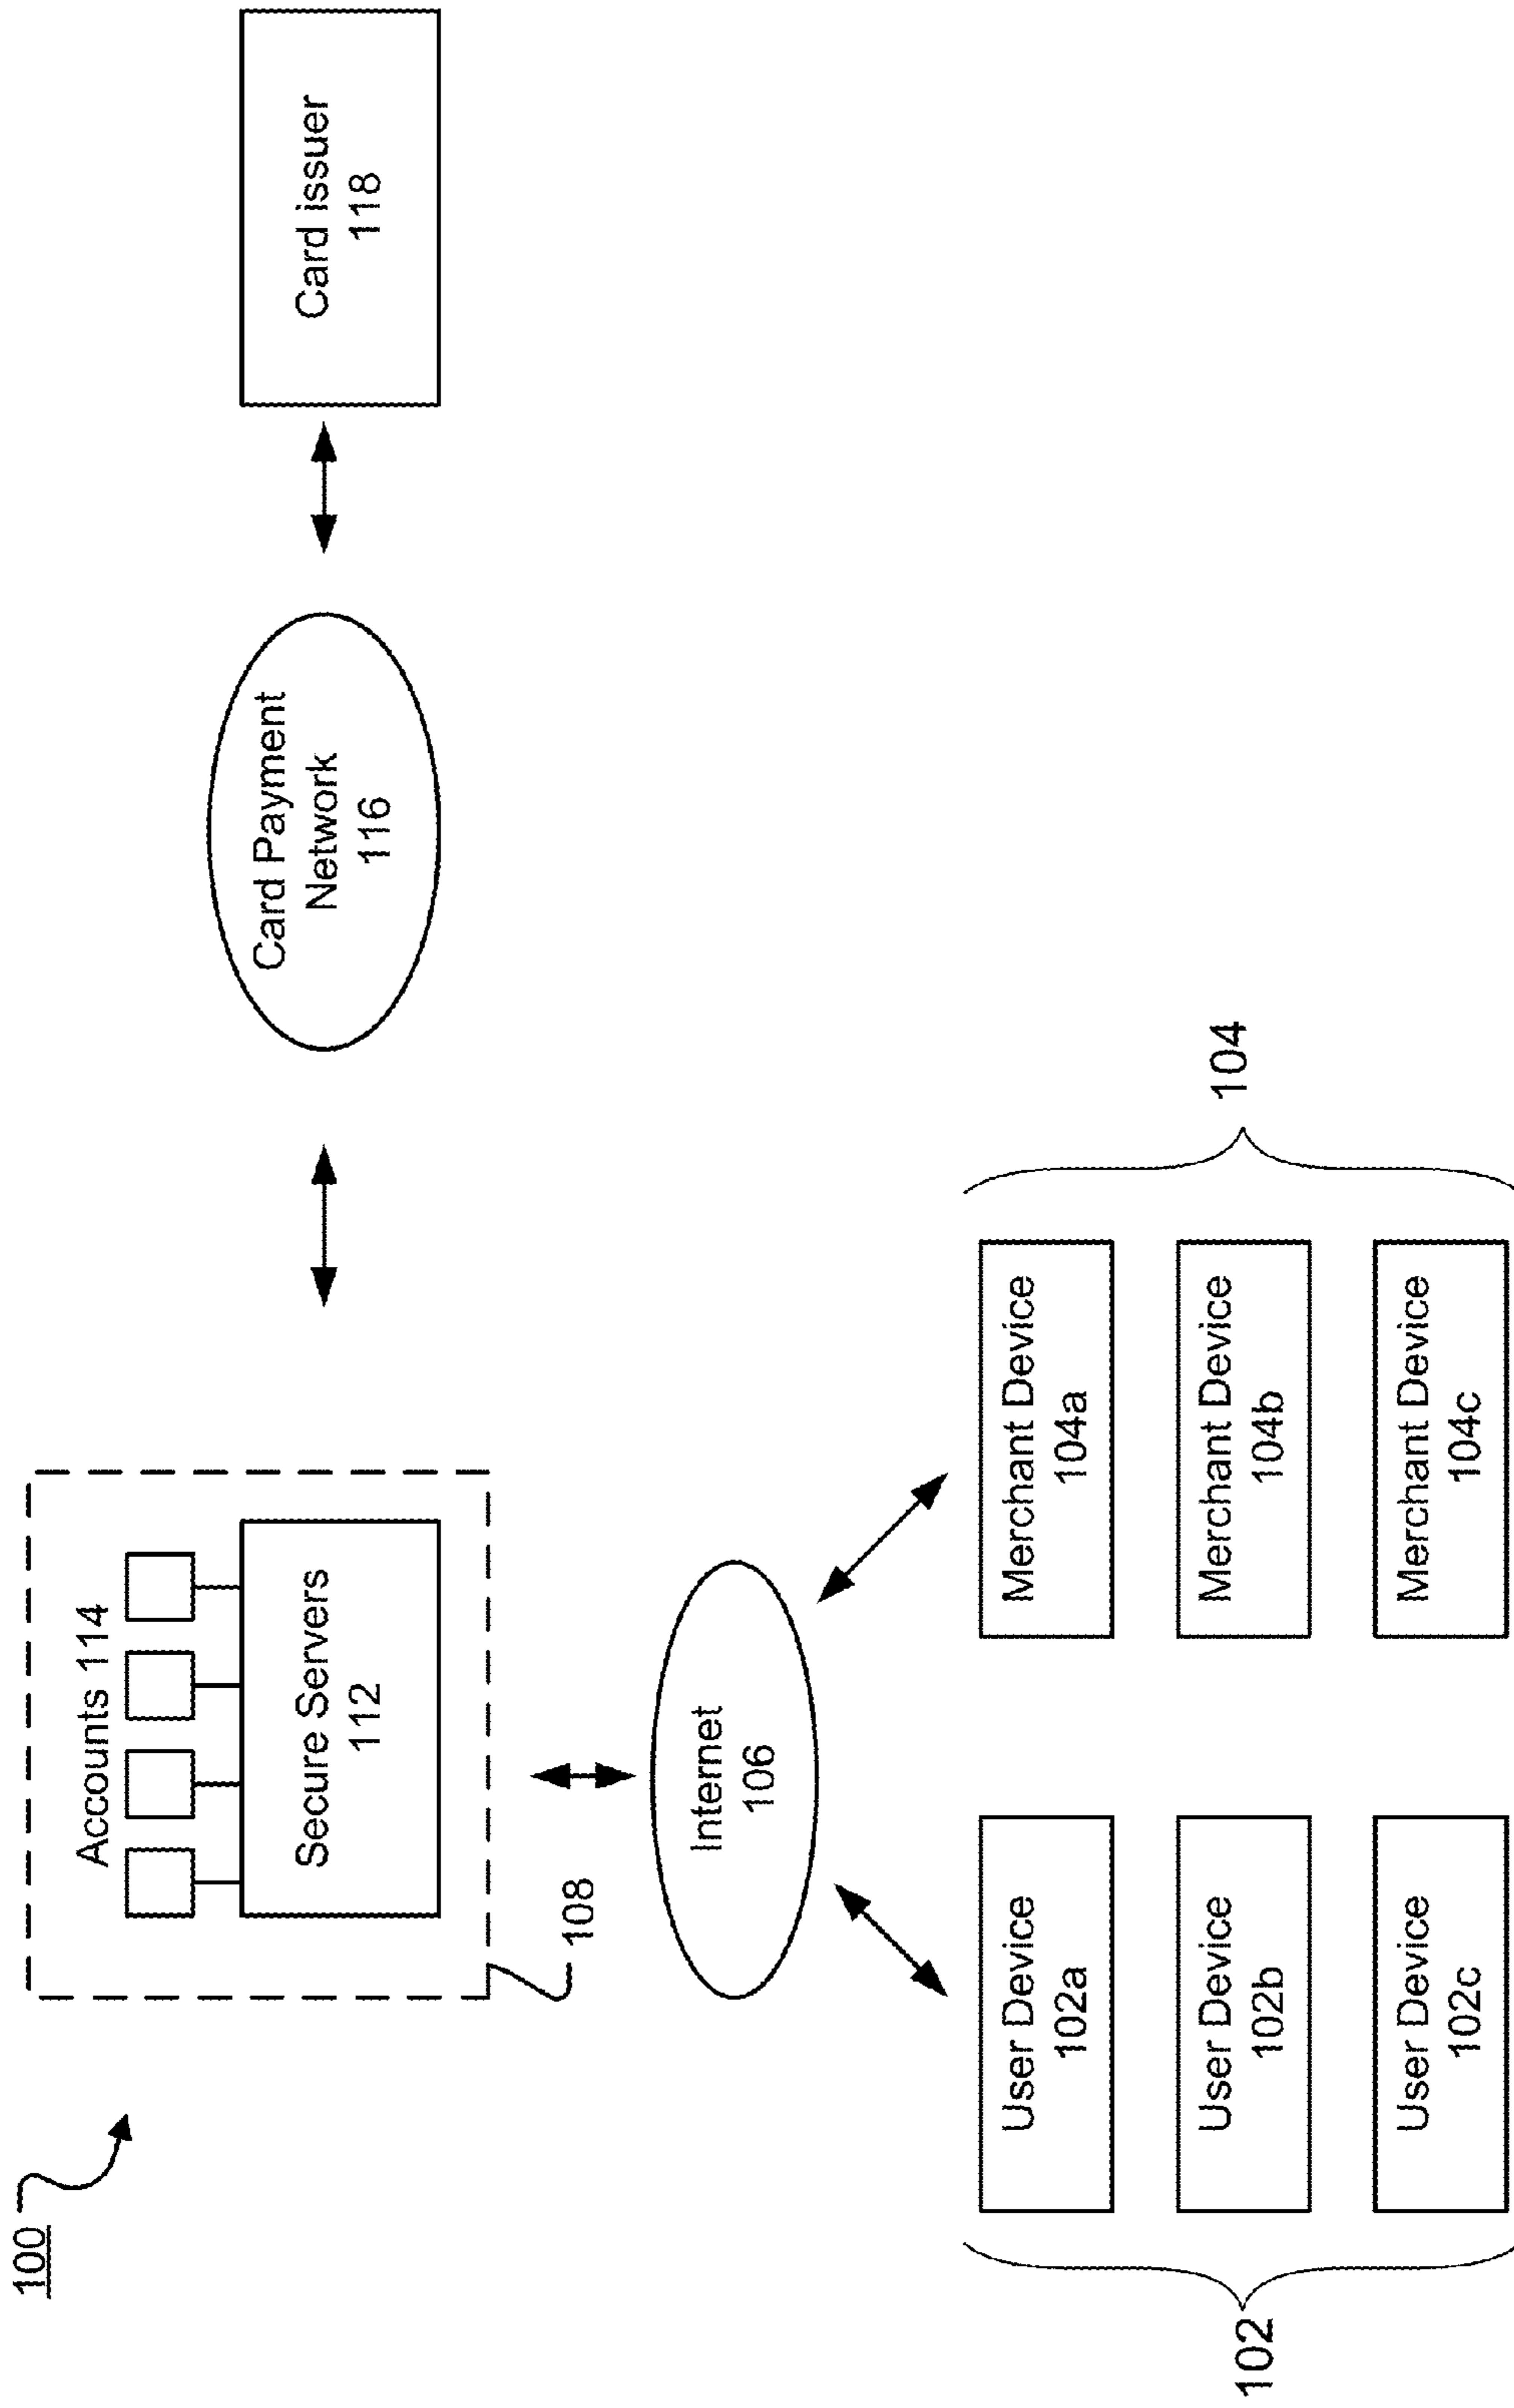 100
Accounts 114
Secure Servers
112
108
Card Payment
Network
116
Card issuer
118
Internet
106
User Device
102a
User Device
102b
User Device
102c
102
Merchant Device
104a
Merchant Device
104b
Merchant Device
104c
104